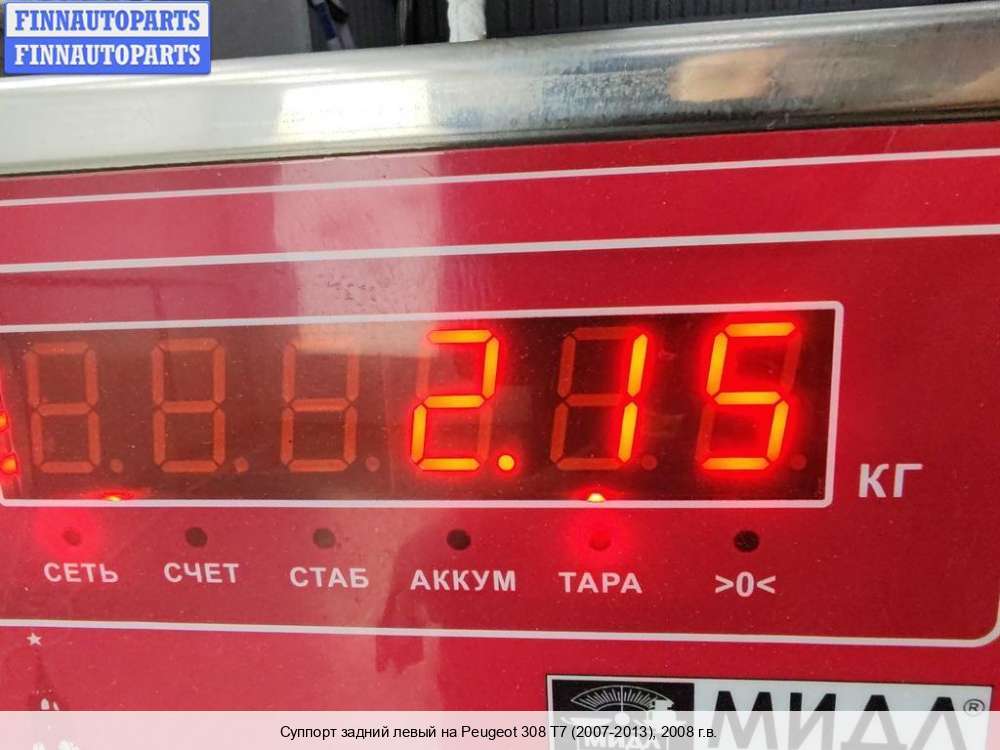 FINNAUTOPARTS
FINNAUTOPARTS
2.15
КГ
СЕТЬ СЧЕТ СТАБ АККУМ ТАРА >0<
МИДЛ®
Суппорт задний левый на Peugeot 308 T7 (2007-2013), 2008 г.в.